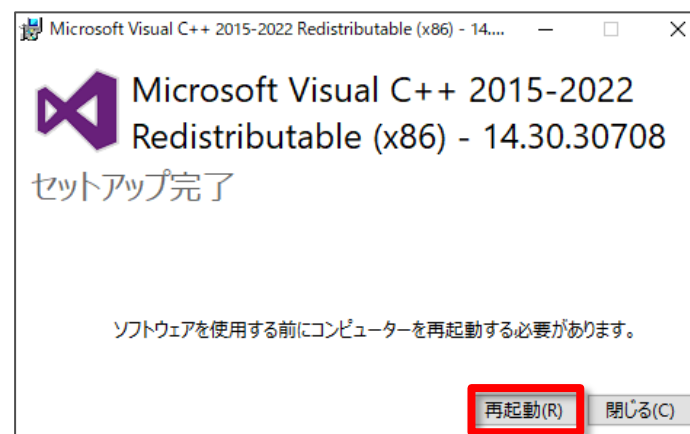 Microsoft Visual C++ 2015-2022 Redistributable (x86) - 14....
Microsoft Visual C++ 2015-2022
Redistributable (x86) - 14.30.30708
セットアップ完了
ソフトウェアを使用する前にコンピューターを再起動する必要があります。
再起動(R) 閉じる(C)